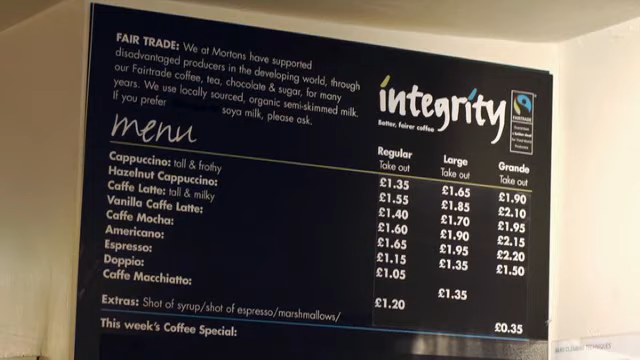 FAIR TRADE: We at Mortons have supported
disadvantaged producers in the developing world, through
our Fairtrade coffee, tea, chocolate & sugar, for many
years. We use locally sourced, organic semi-skimmed milk.
If you prefer soya milk, please ask.
integrity
Better, fairer coffee
FAIRTRADE
menu
Regular Large Grande
Take out Take out Take out
Cappuccino: tall & frothy £1.35 £1.65 £1.90
Hazelnut Cappuccino: £1.55 £1.85 £2.10
Caffe Latte: tall & milky £1.40 £1.70 £1.95
Vanilla Caffe Latte: £1.60 £1.90 £2.15
Caffe Mocha: £1.65 £1.95 £2.20
Americano: £1.15 £1.35 £1.50
Espresso: £1.05
Doppio: £1.35
Caffe Macchiatto: £1.20
Extras: Shot of syrup/shot of espresso/marshmallows/ £0.35
This week's Coffee Special: